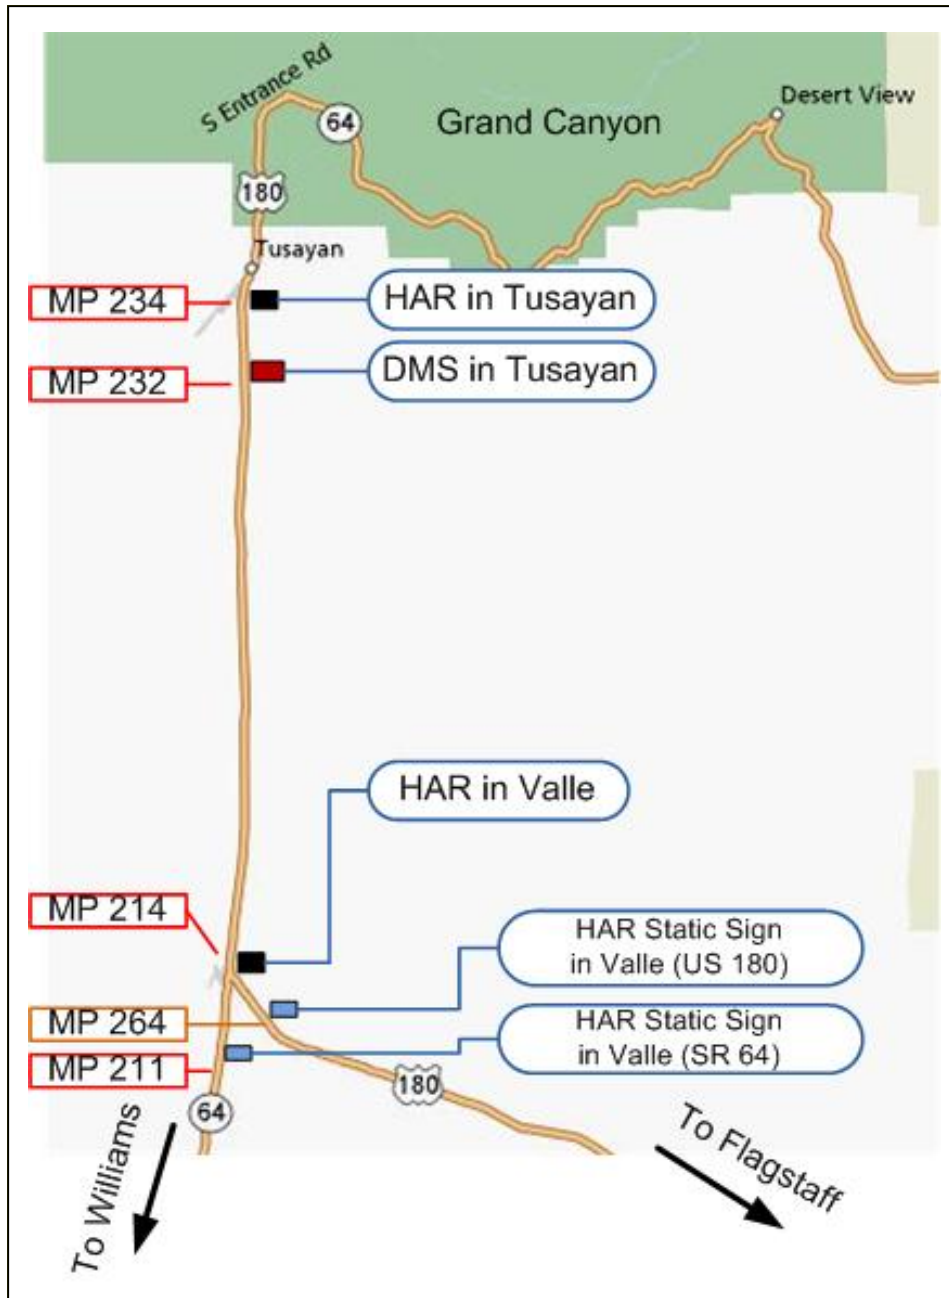 S Entrance Rd
64
Grand Canyon
Desert View
180
Tusayan
MP 234
HAR in Tusayan
MP 232
DMS in Tusayan
HAR in Valle
MP 214
HAR Static Sign
in Valle (US 180)
MP 264
HAR Static Sign
in Valle (SR 64)
MP 211
180
64
To Williams
To Flagstaff